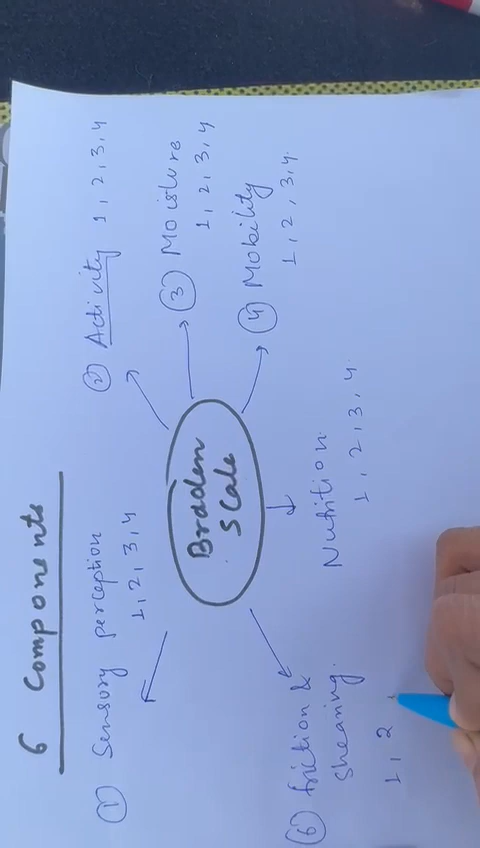 6 Components
① Sensory perception
1, 2, 3, 4
② Activity 1, 2, 3, 4
③ Moisture
1, 2, 3, 4
④ Mobility
1, 2, 3, 4.
Braden
Scale
Nutrition.
1, 2, 3, 4.
⑥ friction &
Shearing.
1, 2